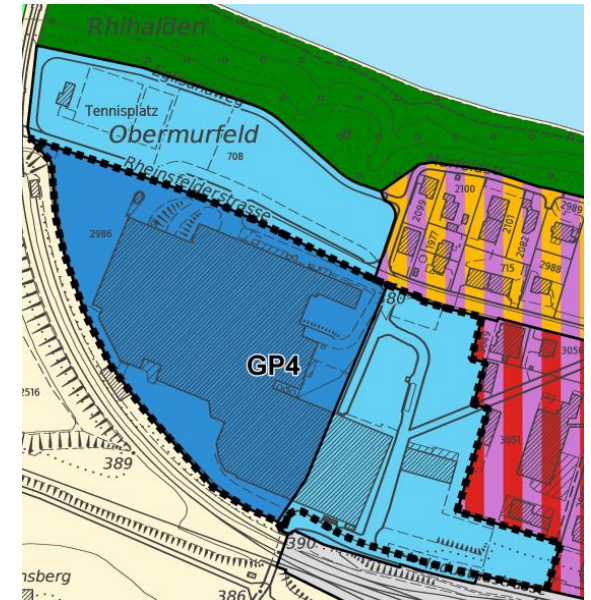 Rhihalden
Eglisandweg
Tennisplatz
Obermurfeld
708
Rheinsfelderstrasse
2100
2099
2101
2989
1977
2082
2986
715
2988
380
3050
GP4
2516
3051
389
390
nsberg
386